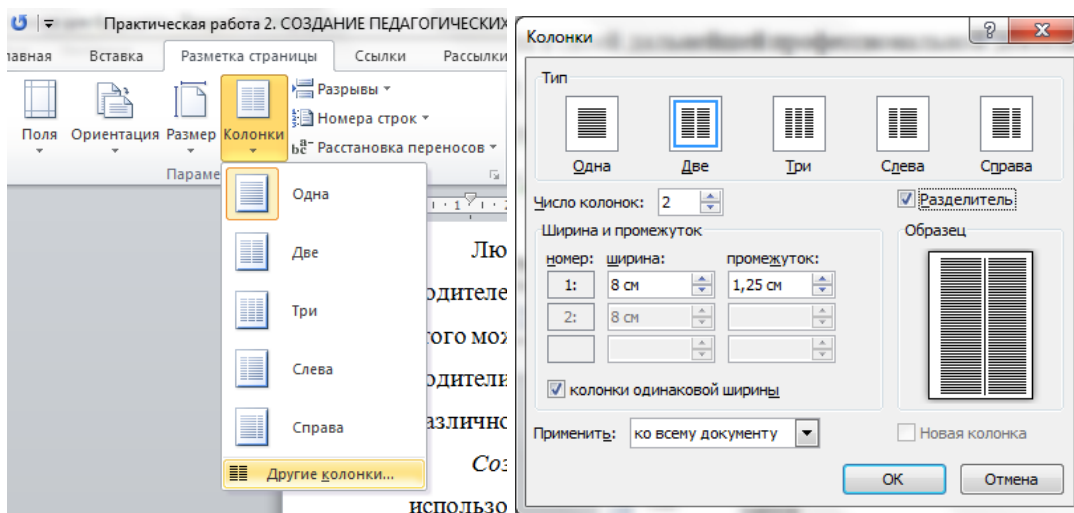 Практическая работа 2. СОЗДАНИЕ ПЕДАГОГИЧЕСКИХ
лавная Вставка Разметка страницы Ссылки Рассылки
Поля Ориентация Размер Колонки
Разрывы
Номера строк
Расстановка переносов
Параме
Одна
Две
Три
Слева
Справа
Другие колонки...
1
Лю
одителе
того мож
одители
азлично
Соз
использо
Колонки
Тип
Одна Две Три Слева Справа
Число колонок: 2
Разделитель
Ширина и промежуток
Образец
номер: ширина: промежуток:
1: 8 см 1,25 см
2: 8 см
колонки одинаковой ширины
Применить: ко всему документу
Новая колонка
ОК Отмена